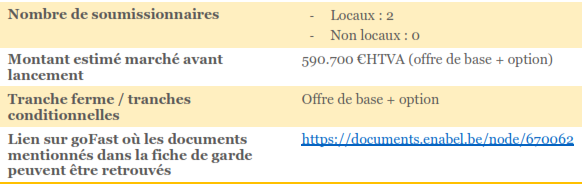 Nombre de soumissionnaires
- Locaux : 2
- Non locaux : 0
Montant estimé marché avant lancement
590.700 €HTVA (offre de base + option)
Tranche ferme / tranches conditionnelles
Offre de base + option
Lien sur goFast où les documents mentionnés dans la fiche de garde peuvent être retrouvés
https://documents.enabel.be/node/670062